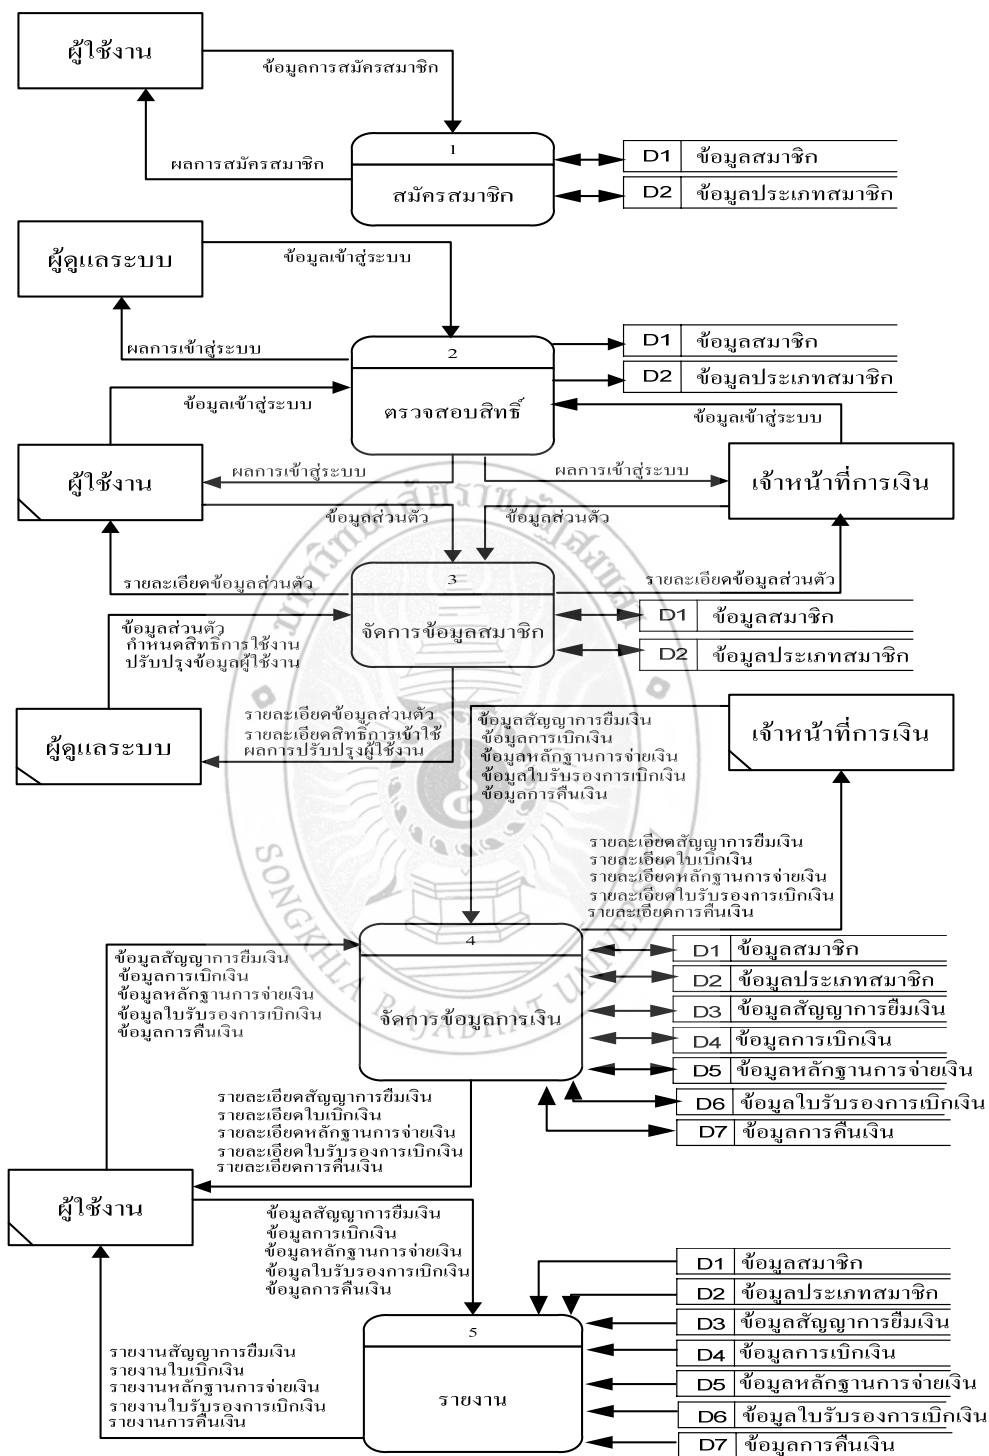 ผู้ใช้งาน
ข้อมูลการสมัครสมาชิก
ผลการสมัครสมาชิก
1
สมัครสมาชิก
D1 ข้อมูลสมาชิก
D2 ข้อมูลประเภทสมาชิก
ผู้ดูแลระบบ
ข้อมูลเข้าสู่ระบบ
ผลการเข้าสู่ระบบ
2
ตรวจสอบสิทธิ์
D1 ข้อมูลสมาชิก
D2 ข้อมูลประเภทสมาชิก
ข้อมูลเข้าสู่ระบบ
ข้อมูลเข้าสู่ระบบ
ผู้ใช้งาน
ผลการเข้าสู่ระบบ
ผลการเข้าสู่ระบบ
เจ้าหน้าที่การเงิน
ข้อมูลส่วนตัว
ข้อมูลส่วนตัว
มหาวิทยาลัยราชภัฏสงขลา
รายละเอียดข้อมูลส่วนตัว
3
จัดการข้อมูลสมาชิก
รายละเอียดข้อมูลส่วนตัว
D1 ข้อมูลสมาชิก
D2 ข้อมูลประเภทสมาชิก
ข้อมูลส่วนตัว
กำหนดสิทธิ์การใช้งาน
ปรับปรุงข้อมูลผู้ใช้งาน
ผู้ดูแลระบบ
รายละเอียดข้อมูลส่วนตัว
รายละเอียดสิทธิ์การเข้าใช้
ผลการปรับปรุงผู้ใช้งาน
ข้อมูลสัญญาการยืมเงิน
ข้อมูลการเบิกเงิน
ข้อมูลหลักฐานการจ่ายเงิน
ข้อมูลใบรับรองการเบิกเงิน
ข้อมูลการคืนเงิน
เจ้าหน้าที่การเงิน
รายละเอียดสัญญาการยืมเงิน
รายละเอียดใบเบิกเงิน
รายละเอียดหลักฐานการจ่ายเงิน
รายละเอียดใบรับรองการเบิกเงิน
รายละเอียดการคืนเงิน
SONGKHLA RAJABHAT UNIVERSITY
ข้อมูลสัญญาการยืมเงิน
ข้อมูลการเบิกเงิน
ข้อมูลหลักฐานการจ่ายเงิน
ข้อมูลใบรับรองการเบิกเงิน
ข้อมูลการคืนเงิน
4
จัดการข้อมูลการเงิน
D1 ข้อมูลสมาชิก
D2 ข้อมูลประเภทสมาชิก
D3 ข้อมูลสัญญาการยืมเงิน
D4 ข้อมูลการเบิกเงิน
D5 ข้อมูลหลักฐานการจ่ายเงิน
D6 ข้อมูลใบรับรองการเบิกเงิน
D7 ข้อมูลการคืนเงิน
รายละเอียดสัญญาการยืมเงิน
รายละเอียดใบเบิกเงิน
รายละเอียดหลักฐานการจ่ายเงิน
รายละเอียดใบรับรองการเบิกเงิน
รายละเอียดการคืนเงิน
ผู้ใช้งาน
ข้อมูลสัญญาการยืมเงิน
ข้อมูลการเบิกเงิน
ข้อมูลหลักฐานการจ่ายเงิน
ข้อมูลใบรับรองการเบิกเงิน
ข้อมูลการคืนเงิน
5
รายงาน
D1 ข้อมูลสมาชิก
D2 ข้อมูลประเภทสมาชิก
D3 ข้อมูลสัญญาการยืมเงิน
D4 ข้อมูลการเบิกเงิน
D5 ข้อมูลหลักฐานการจ่ายเงิน
D6 ข้อมูลใบรับรองการเบิกเงิน
D7 ข้อมูลการคืนเงิน
รายงานสัญญาการยืมเงิน
รายงานใบเบิกเงิน
รายงานหลักฐานการจ่ายเงิน
รายงานใบรับรองการเบิกเงิน
รายงานการคืนเงิน